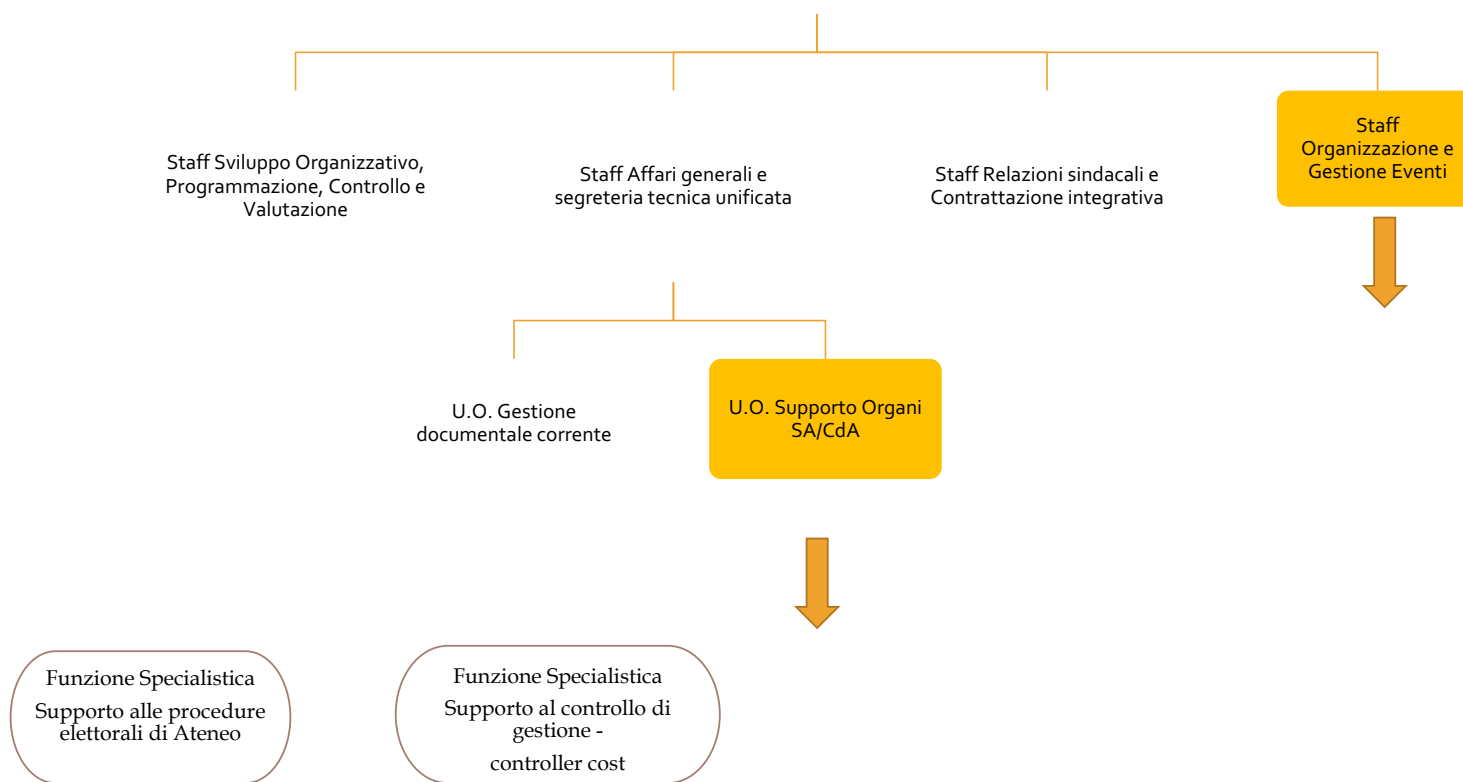 Staff Sviluppo Organizzativo,
Programmazione, Controllo e
Valutazione
Staff Affari generali e
segreteria tecnica unificata
Staff Relazioni sindacali e
Contrattazione integrativa
Staff
Organizzazione e
Gestione Eventi
U.O. Gestione
documentale corrente
U.O. Supporto Organi
SA/CdA
Funzione Specialistica
Supporto alle procedure
elettorali di Ateneo
Funzione Specialistica
Supporto al controllo di
gestione -
controller cost